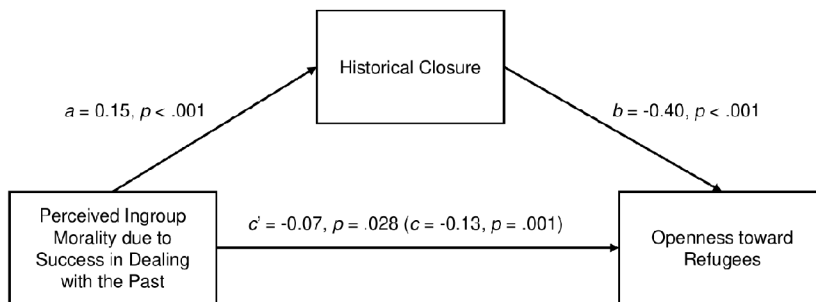 Historical Closure
a = 0.15, p < .001
b = -0.40, p < .001
Perceived Ingroup
Morality due to
Success in Dealing
with the Past
c' = -0.07, p = .028 (c = -0.13, p = .001)
Openness toward
Refugees